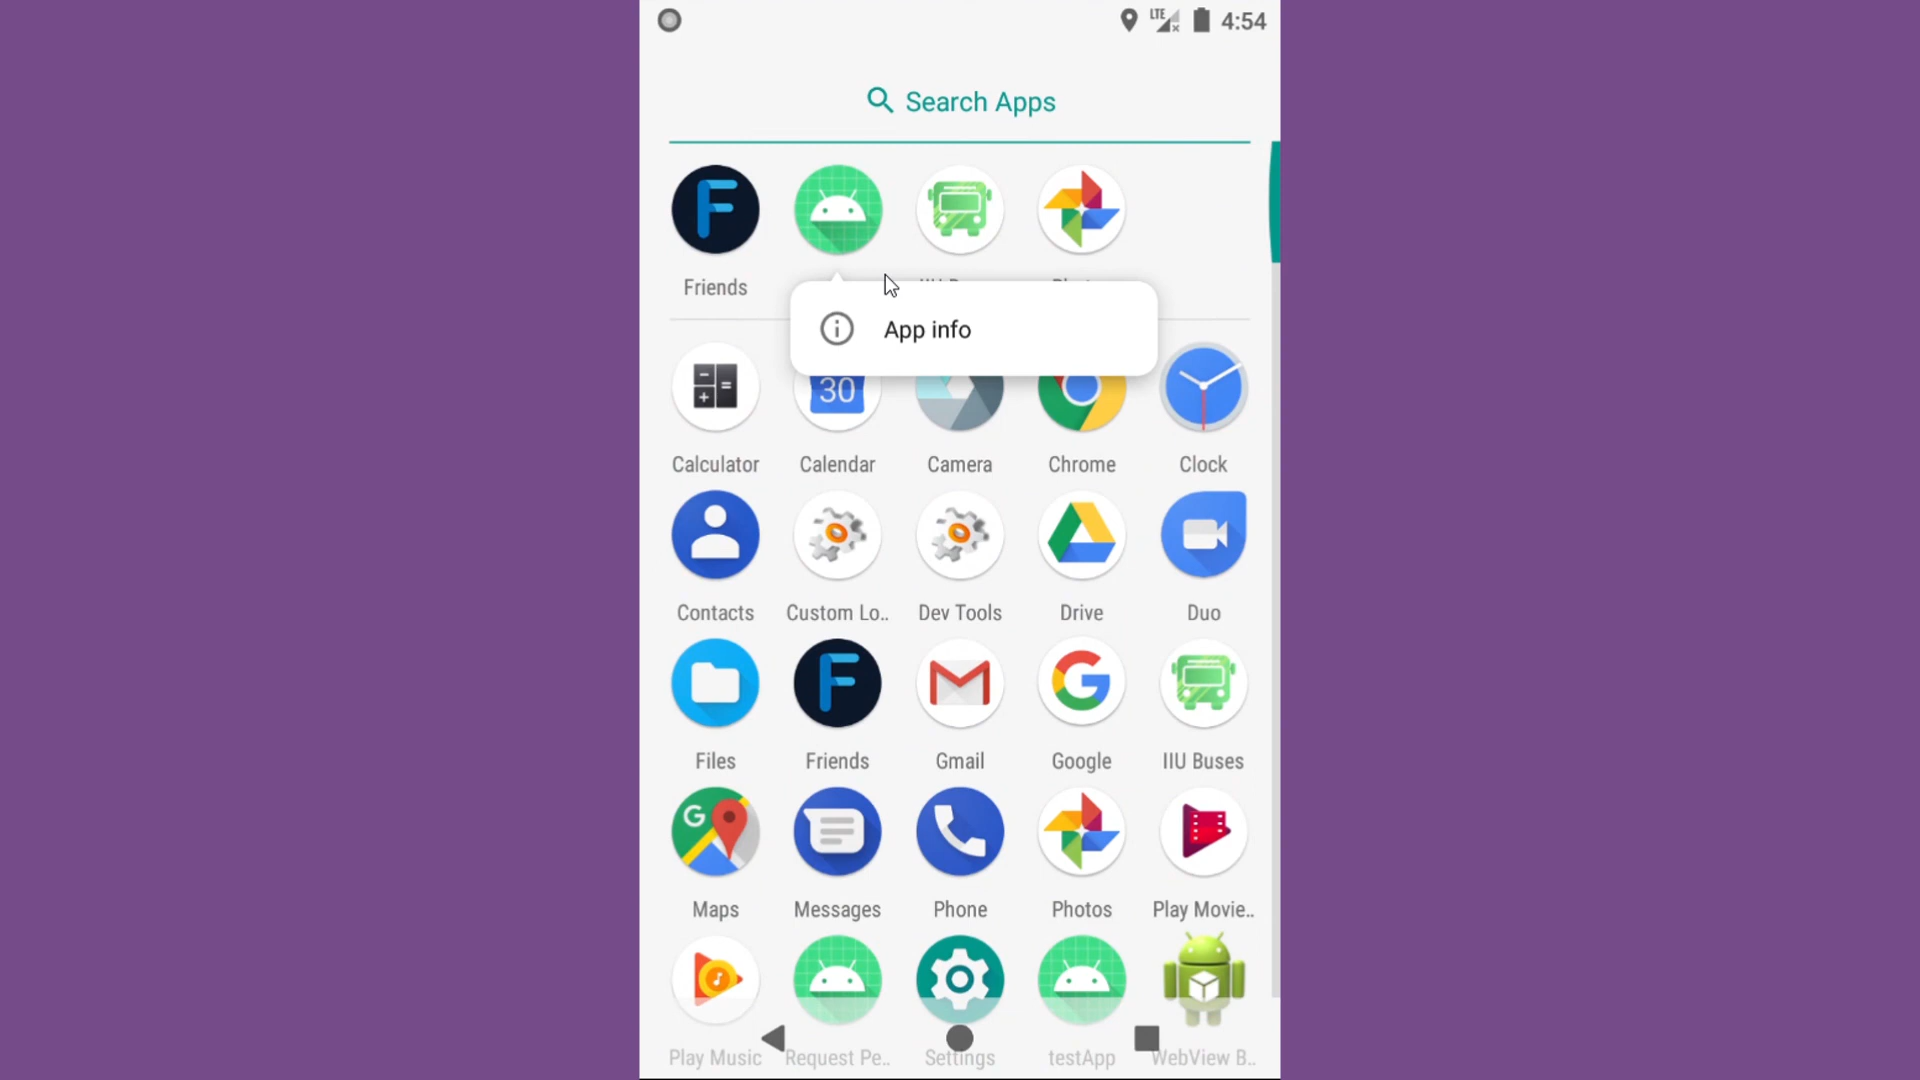 LTE 4:54
Search Apps
Friends
App info
30
Calculator Calendar Camera Chrome Clock
Contacts Custom Lo.. Dev Tools Drive Duo
Files Friends Gmail Google IIU Buses
Maps Messages Phone Photos Play Movie..
Play Music Request Pe.. Settings testApp WebView B..